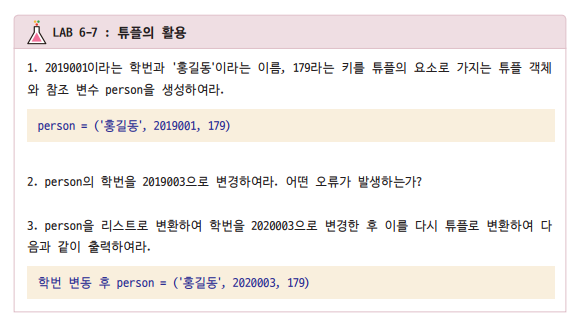 LAB 6-7 : 튜플의 활용
1. 2019001이라는 학번과 '홍길동'이라는 이름, 179라는 키를 튜플의 요소로 가지는 튜플 객체
와 참조 변수 person을 생성하여라.
person = ('홍길동', 2019001, 179)
2. person의 학번을 2019003으로 변경하여라. 어떤 오류가 발생하는가?
3. person을 리스트로 변환하여 학번을 2020003으로 변경한 후 이를 다시 튜플로 변환하여 다
음과 같이 출력하여라.
학번 변동 후 person = ('홍길동', 2020003, 179)